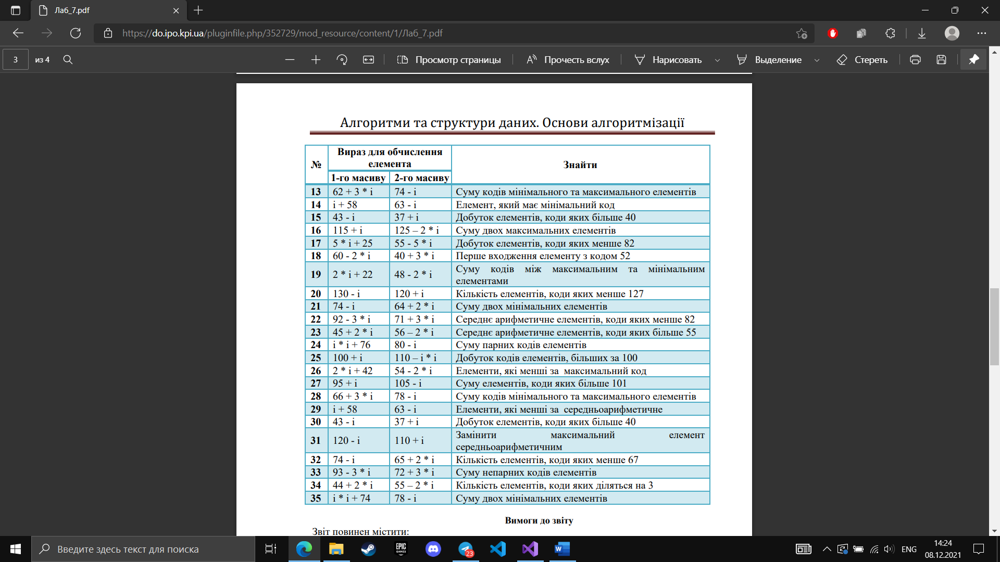 Лаб_7.pdf
https://do.ipo.kpi.ua/pluginfile.php/352729/mod_resource/content/1/Лаб_7.pdf
3 из 4 Просмотр страницы Прочесть вслух Нарисовать Выделение Стереть
Алгоритми та структури даних. Основи алгоритмізації
№ Вираз для обчислення елемента Знайти
1-го масиву 2-го масиву
13 62 + 3 * i 74 - i Суму кодів мінімального та максимального елементів
14 i + 58 63 - i Елемент, який має мінімальний код
15 43 - i 37 + i Добуток елементів, коди яких більше 40
16 115 + i 125 – 2 * i Суму двох максимальних елементів
17 5 * i + 25 55 - 5 * i Добуток елементів, коди яких менше 82
18 60 - 2 * i 40 + 3 * i Перше входження елементу з кодом 52
19 2 * i + 22 48 - 2 * i Суму кодів між максимальним та мінімальним
елементами
20 130 - i 120 + i Кількість елементів, коди яких менше 127
21 74 - i 64 + 2 * i Суму двох мінімальних елементів
22 92 - 3 * i 71 + 3 * i Середнє арифметичне елементів, коди яких менше 82
23 45 + 2 * i 56 – 2 * i Середнє арифметичне елементів, коди яких більше 55
24 i * i + 76 80 - i Суму парних кодів елементів
25 100 + i 110 – i * i Добуток кодів елементів, більших за 100
26 2 * i + 42 54 - 2 * i Елементи, які менші за максимальний код
27 95 + i 105 - i Суму елементів, коди яких більше 101
28 66 + 3 * i 78 - i Суму кодів мінімального та максимального елементів
29 i + 58 63 - i Елементи, які менші за середньоарифметичне
30 43 - i 37 + i Добуток елементів, коди яких більше 40
31 120 - i 110 + i Замінити максимальний елемент
середньоарифметичним
32 74 - i 65 + 2 * i Кількість елементів, коди яких менше 67
33 93 - 3 * i 72 + 3 * i Суму непарних кодів елементів
34 44 + 2 * i 55 – 2 * i Кількість елементів, коди яких діляться на 3
35 i * i + 74 78 - i Суму двох мінімальних елементів
Вимоги до звіту
Звіт повинен містити:
Введите здесь текст для поиска
EPIC
GAMES
23
ENG
14:24
08.12.2021